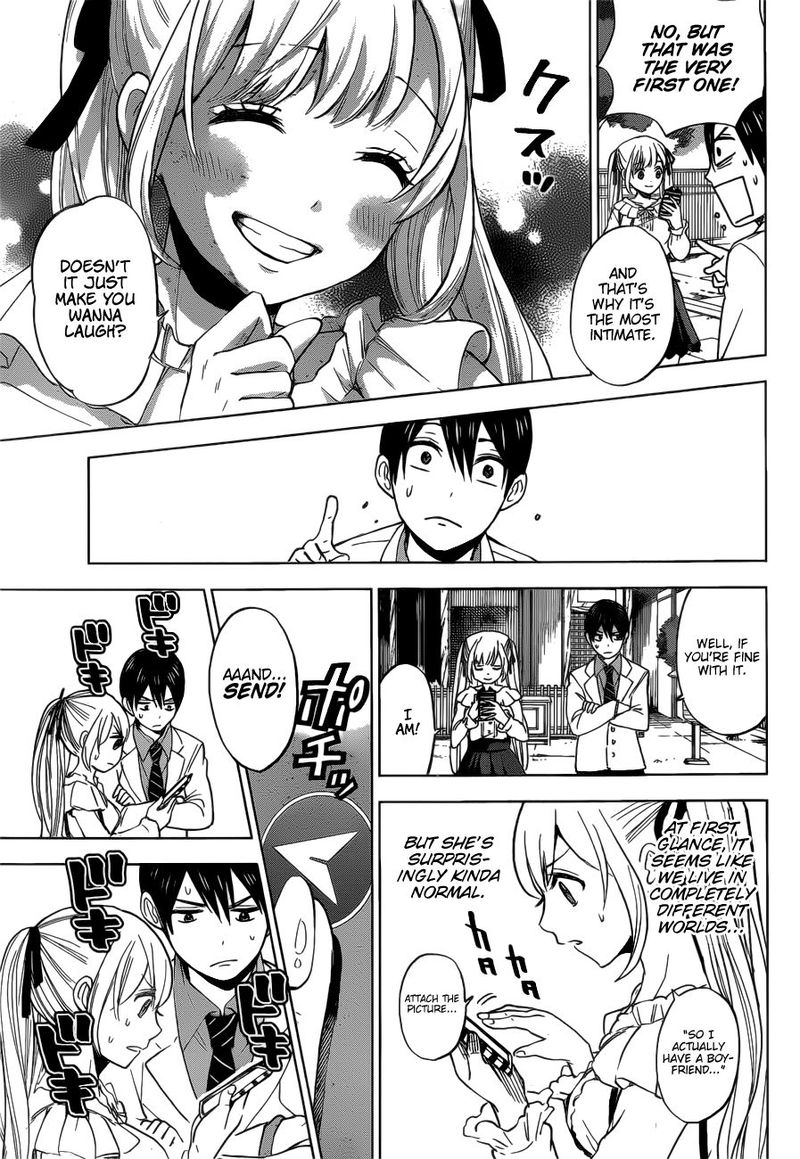 NO, BUT
THAT WAS
THE VERY
FIRST ONE!
AND
THAT'S
WHY IT'S
THE MOST
INTIMATE.
クスッ
DOESN'T
IT JUST
MAKE YOU
WANNA
LAUGH?
WELL, IF
YOU'RE FINE
WITH IT.
I
AM!
AT FIRST
GLANCE, IT
SEEMS LIKE
WE LIVE IN
COMPLETELY
DIFFERENT
WORLDS..!
BUT SHE'S
SURPRIS-
INGLY KINDA
NORMAL.
"SO I
ACTUALLY
HAVE A BOY-
FRIEND..."
カタ
カタ
ATTACH THE
PICTURE...
AAAND...
SEND!
ポチッ
ドキ
ドキ
!
ドキ
ドキ
ドキ
ドキ